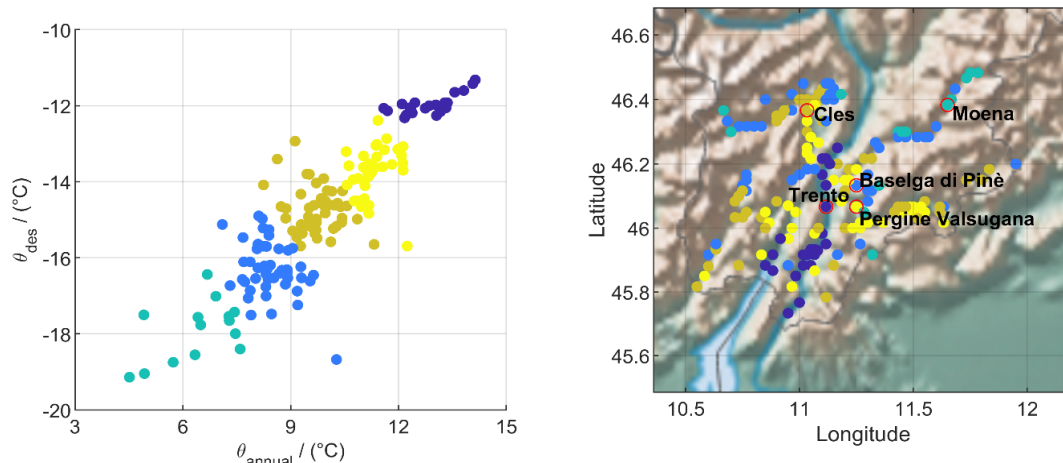 -10
-12
-14
-16
-18
-20
θ_des / (°C)
3 6 9 12 15
θ_annual / (°C)
46.6
46.4
46.2
46
45.8
45.6
Latitude
Cles
Moena
Baselga di Pinè
Trento
Pergine Valsugana
10.5 11 11.5 12
Longitude